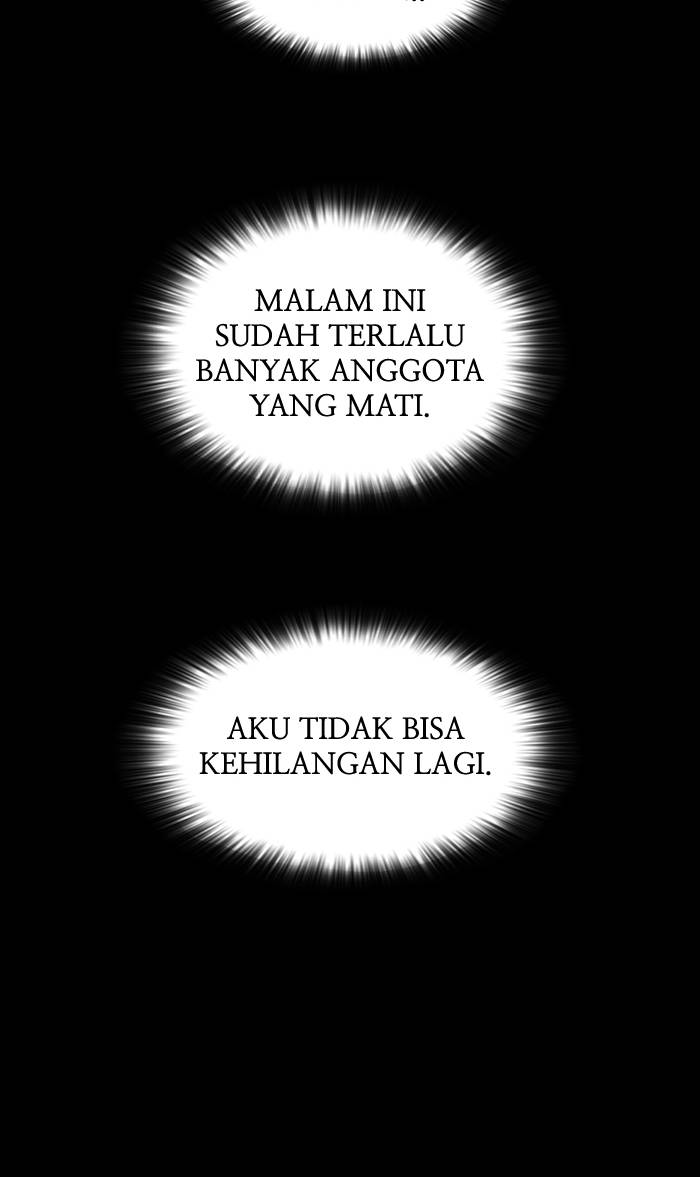 MALAM INI
SUDAH TERLALU
BANYAK ANGGOTA
YANG MATI.
AKU TIDAK BISA
KEHILANGAN LAGI.